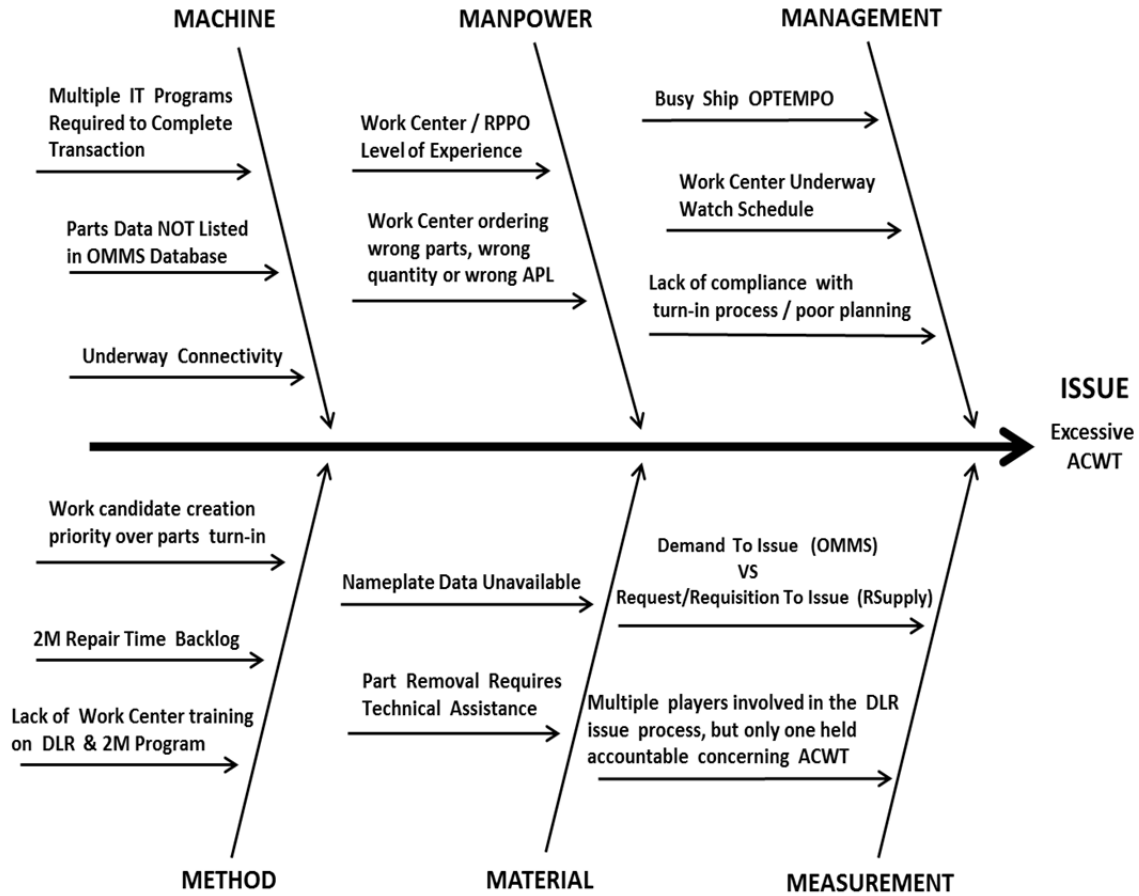 MACHINE
MANPOWER
MANAGEMENT
Multiple IT Programs
Required to Complete
Transaction
Parts Data NOT Listed
in OMMS Database
Underway Connectivity
Work Center / RPPO
Level of Experience
Work Center ordering
wrong parts, wrong
quantity or wrong APL
Busy Ship OPTEMPO
Work Center Underway
Watch Schedule
Lack of compliance with
turn-in process / poor planning
ISSUE
Excessive
ACWT
Work candidate creation
priority over parts turn-in
2M Repair Time Backlog
Lack of Work Center training
on DLR & 2M Program
Nameplate Data Unavailable
Part Removal Requires
Technical Assistance
Demand To Issue (OMMS)
VS
Request/Requisition To Issue (RSupply)
Multiple players involved in the DLR
issue process, but only one held
accountable concerning ACWT
METHOD
MATERIAL
MEASUREMENT